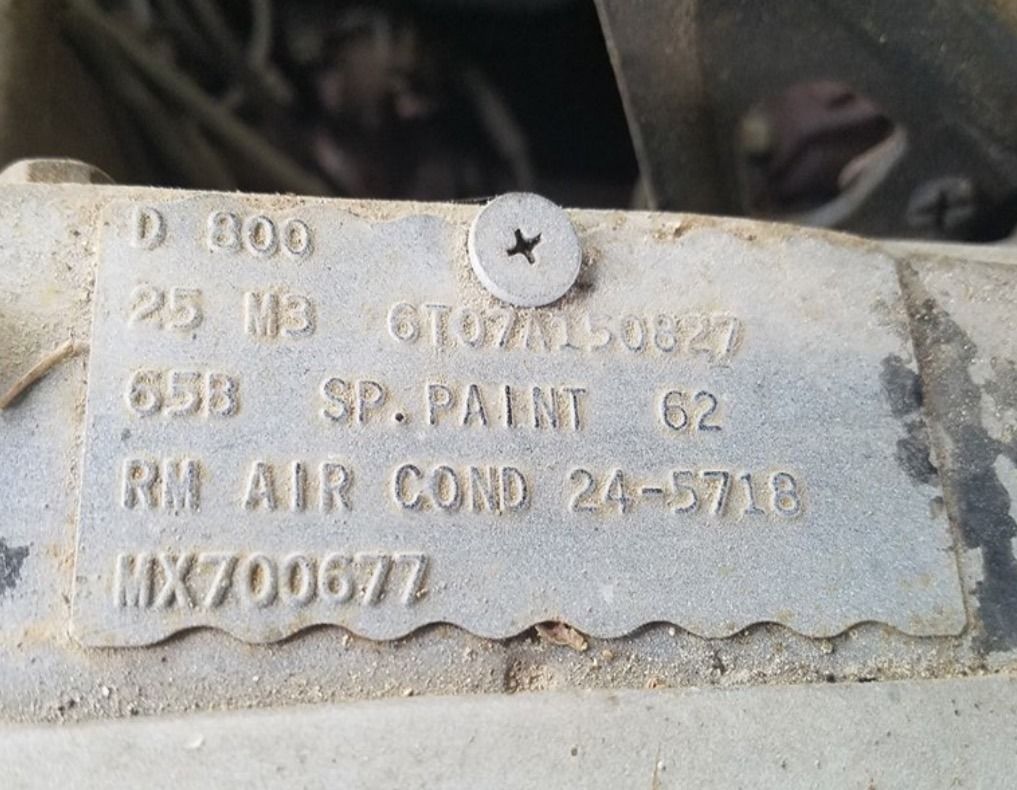 D 800
25 M3 6T07A150827
65B SP.PAINT 62
RM AIR COND 24-5718
MX700677